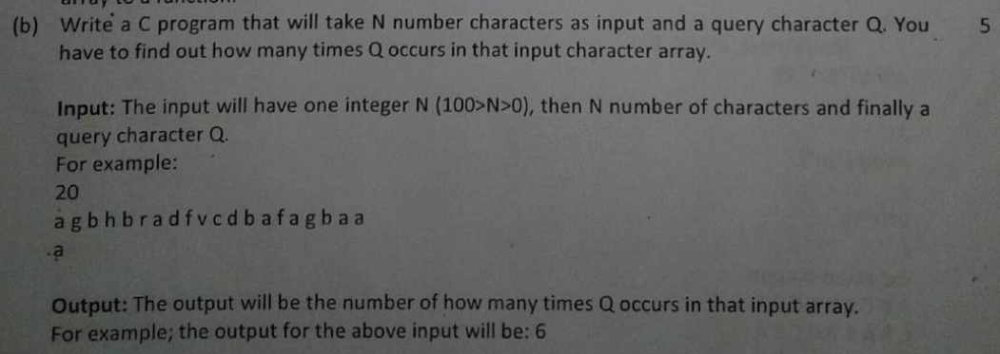 (b) Write a C program that will take N number characters as input and a query character Q. You 5
have to find out how many times Q occurs in that input character array.
Input: The input will have one integer N (100>N>0), then N number of characters and finally a
query character Q.
For example:
20
a g b h b r a d f v c d b a f a g b a a
a
Output: The output will be the number of how many times Q occurs in that input array.
For example; the output for the above input will be: 6